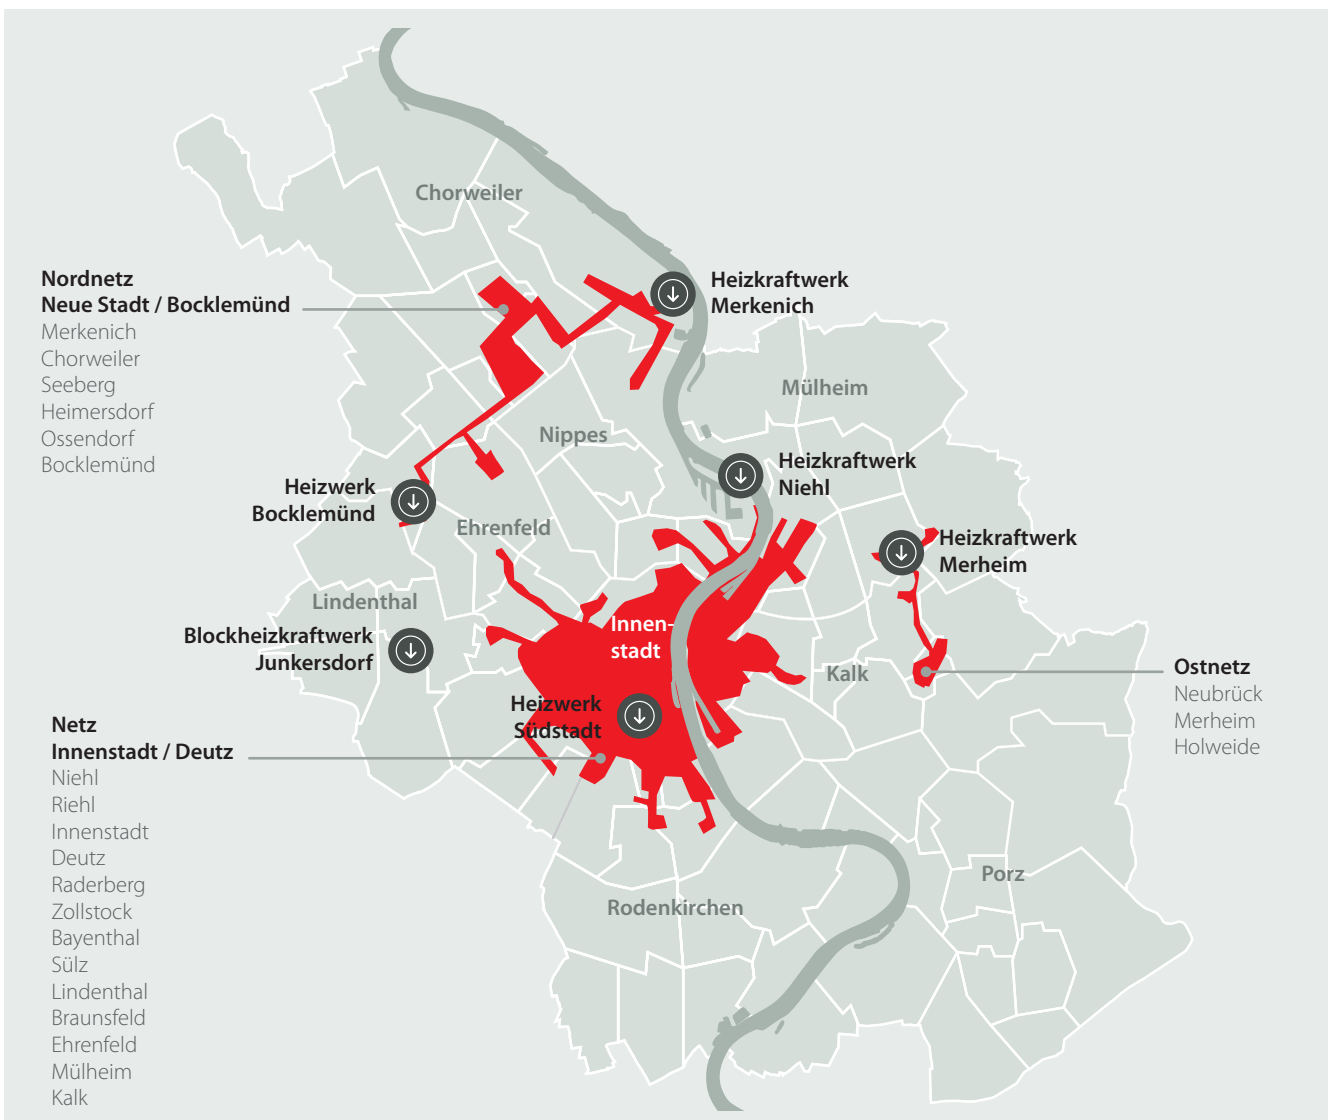 Chorweiler
Nordnetz
Neue Stadt / Bocklemünd
Merkenich
Chorweiler
Seeberg
Heimersdorf
Ossendorf
Bocklemünd
Heizkraftwerk
Merkenich
Mülheim
Nippes
Heizkraftwerk
Niehl
Heizwerk
Bocklemünd
Ehrenfeld
Heizkraftwerk
Merheim
Lindenthal
Blockheizkraftwerk
Junkersdorf
Innen-
stadt
Kalk
Ostnetz
Neubrück
Merheim
Holweide
Heizwerk
Südstadt
Netz
Innenstadt / Deutz
Niehl
Riehl
Innenstadt
Deutz
Raderberg
Zollstock
Bayenthal
Sülz
Lindenthal
Braunsfeld
Ehrenfeld
Mülheim
Kalk
Porz
Rodenkirchen